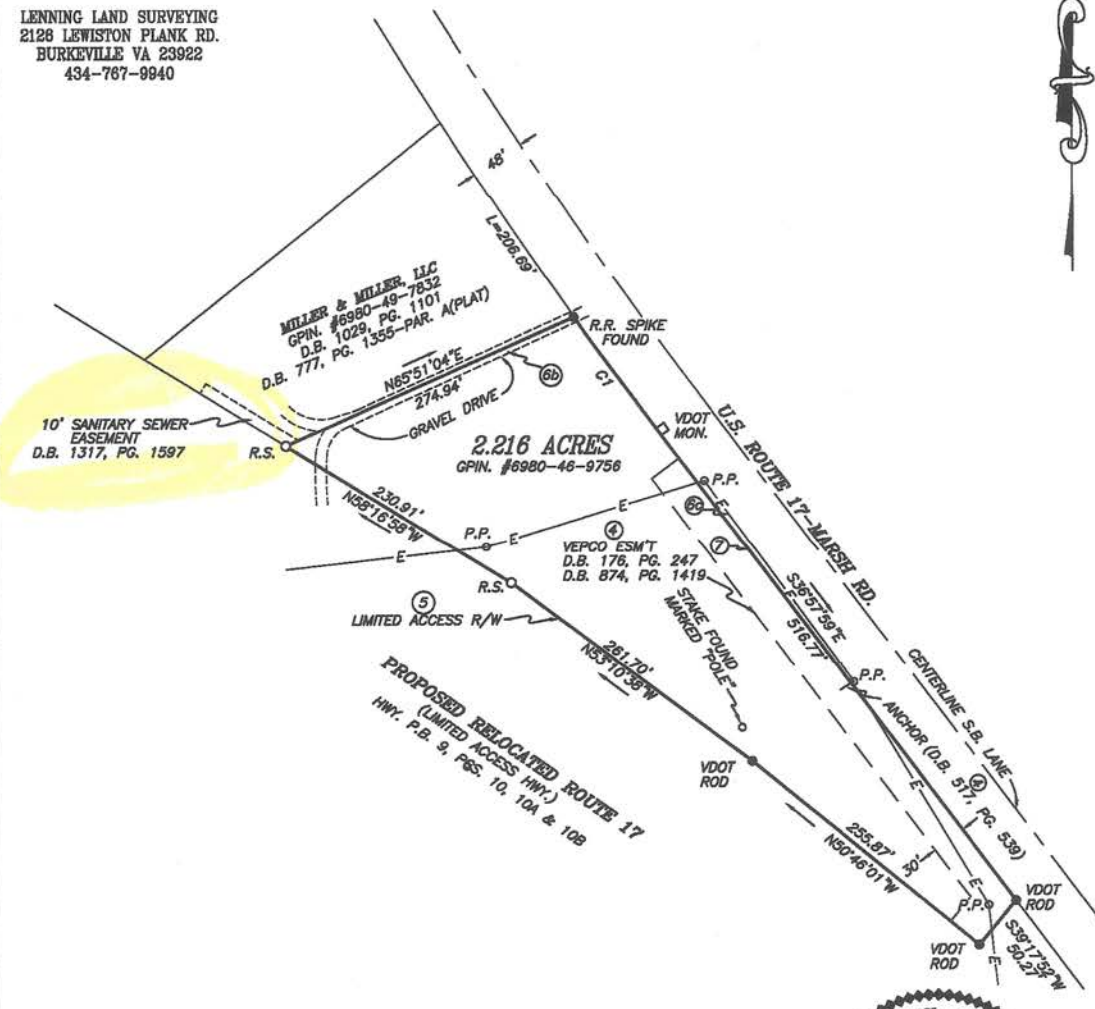 LENNING LAND SURVEYING
2126 LEWISTON PLANK RD.
BURKEVILLE VA 23922
434-767-9940
48'
L=206.69'
MILLER & MILLER, LLC
GPIN. #6980-49-7832
D.B. 1029, PG. 1101
D.B. 777, PG. 1355-PAR. A(PLAT)
R.R. SPIKE
FOUND
N65°51'04"E
274.94'
6b
GRAVEL DRIVE
C1
10' SANITARY SEWER
EASEMENT
D.B. 1317, PG. 1597
R.S.
2.216 ACRES
GPIN. #6980-46-9756
VDOT
MON.
U.S. ROUTE 17-MARSH RD.
P.P.
E
6c
7
230.91'
N58°16'58"W
P.P.
E
E
4
VEPCO ESM'T
D.B. 176, PG. 247
D.B. 874, PG. 1419
S36°57'59"E
E
516.77'
R.S.
5
LIMITED ACCESS R/W
STAKE FOUND
MARKED "POLE"
261.70'
N53°10'38"W
P.P.
CENTERLINE S.B. LANE
ANCHOR (D.B. 517, PG. 539)
4
PROPOSED RELOCATED ROUTE 17
(LIMITED ACCESS HWY.)
HWY. P.B. 9, PGS. 10, 10A & 10B
VDOT
ROD
E
255.87'
N50°46'01"W
30'
E
P.P.
VDOT
ROD
VDOT
ROD
E
S39°17'52"W
50.27'